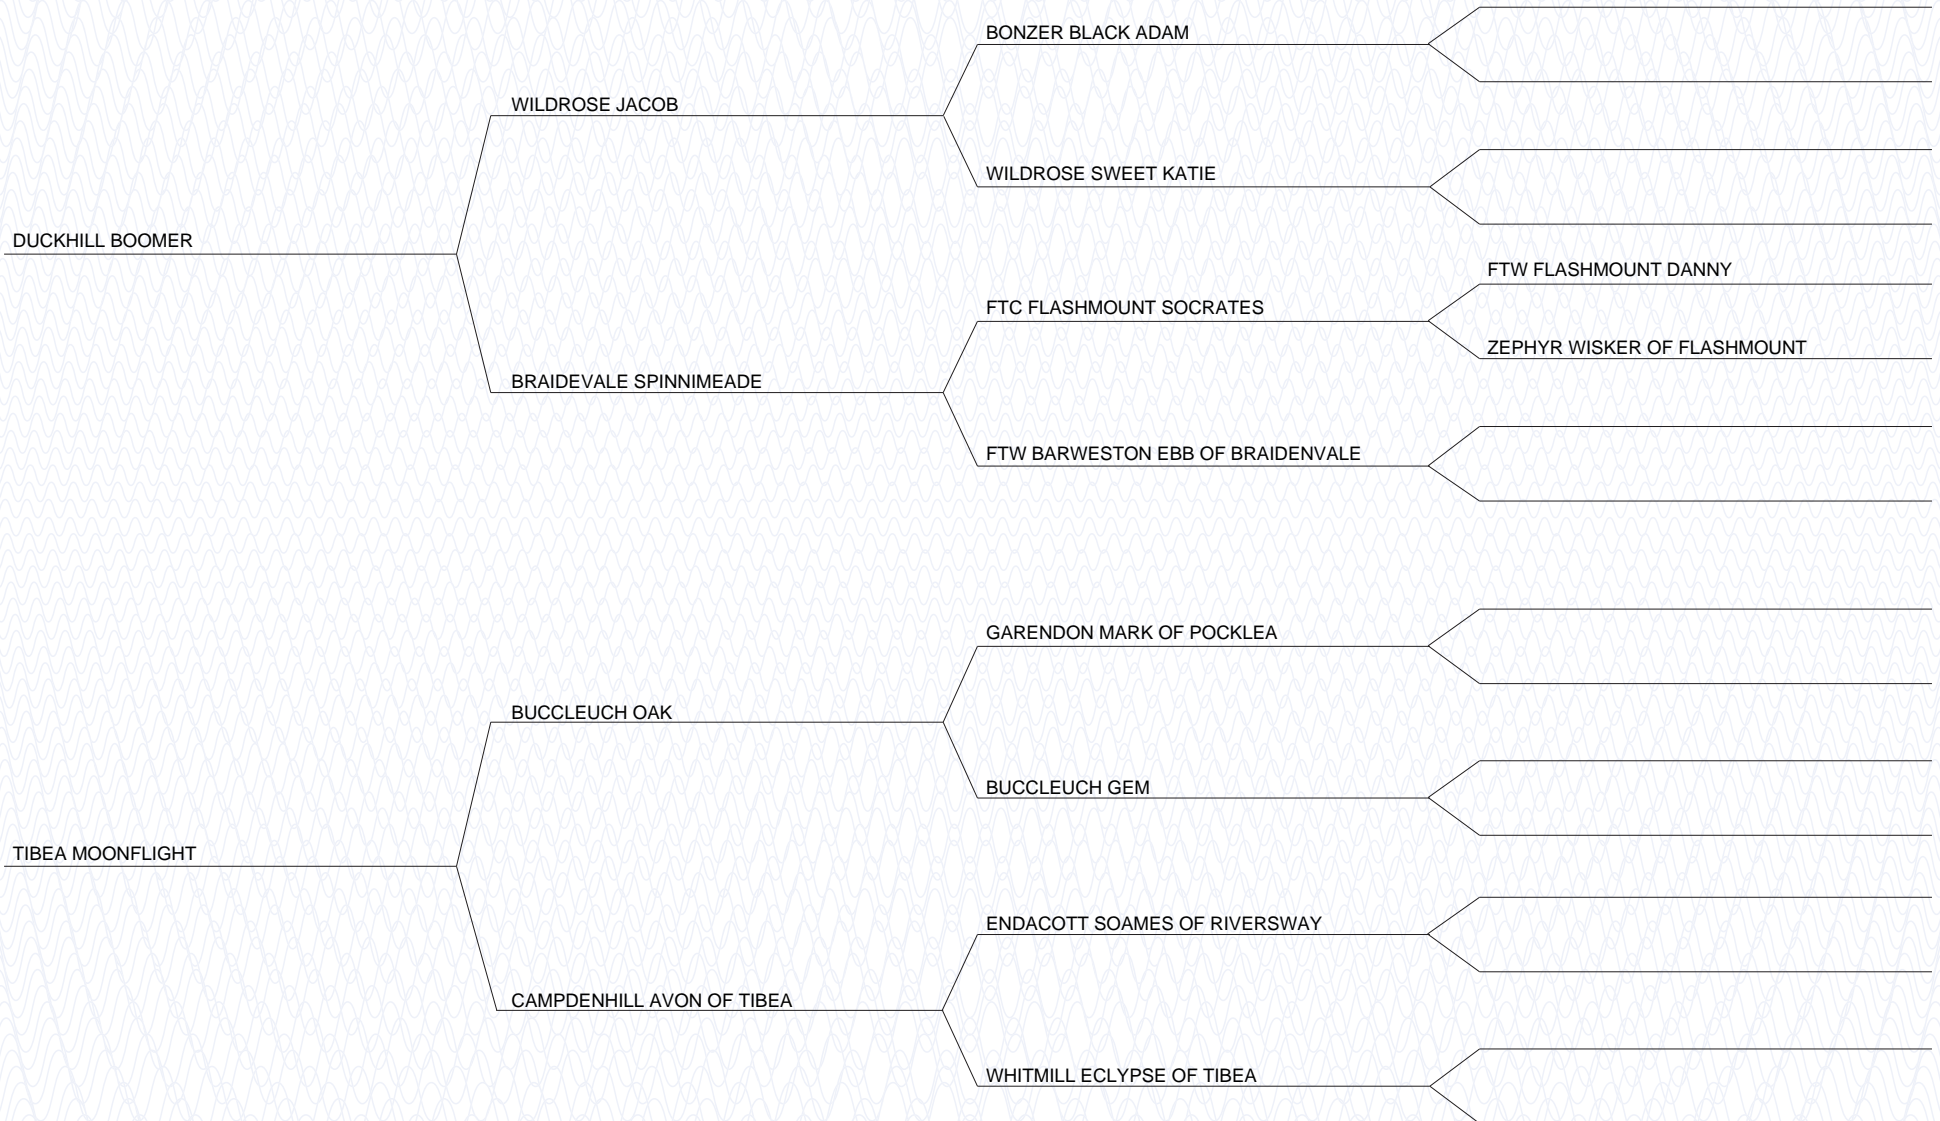 BONZER BLACK ADAM
WILDROSE JACOB
WILDROSE SWEET KATIE
DUCKHILL BOOMER
FTW FLASHMOUNT DANNY
FTC FLASHMOUNT SOCRATES
ZEPHYR WISKER OF FLASHMOUNT
BRAIDEVALE SPINNIMEADE
FTW BARWESTON EBB OF BRAIDENVALE
GARENDON MARK OF POCKLEA
BUCCLEUCH OAK
BUCCLEUCH GEM
TIBEA MOONFLIGHT
ENDACOTT SOAMES OF RIVERSWAY
CAMPDENHILL AVON OF TIBEA
WHITMILL ECLYPSE OF TIBEA